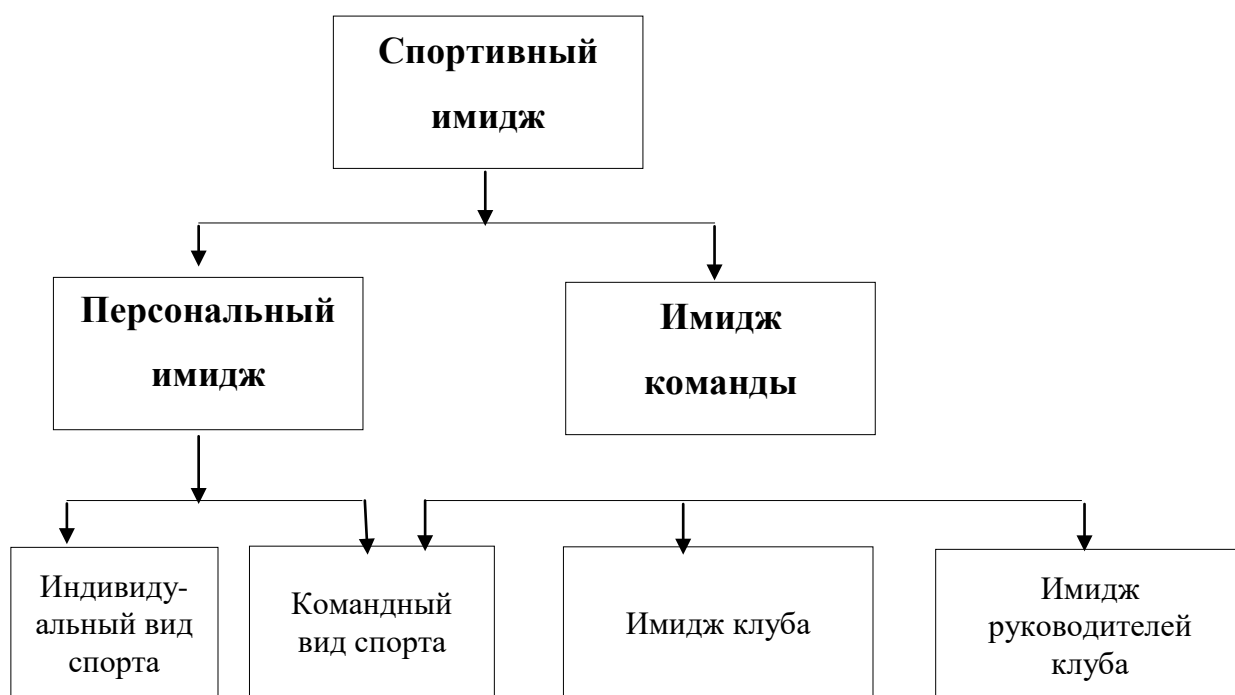 Спортивный
имидж
Персональный
имидж
Имидж
команды
Индивиду-
альный вид
спорта
Командный
вид спорта
Имидж клуба
Имидж
руководителей
клуба